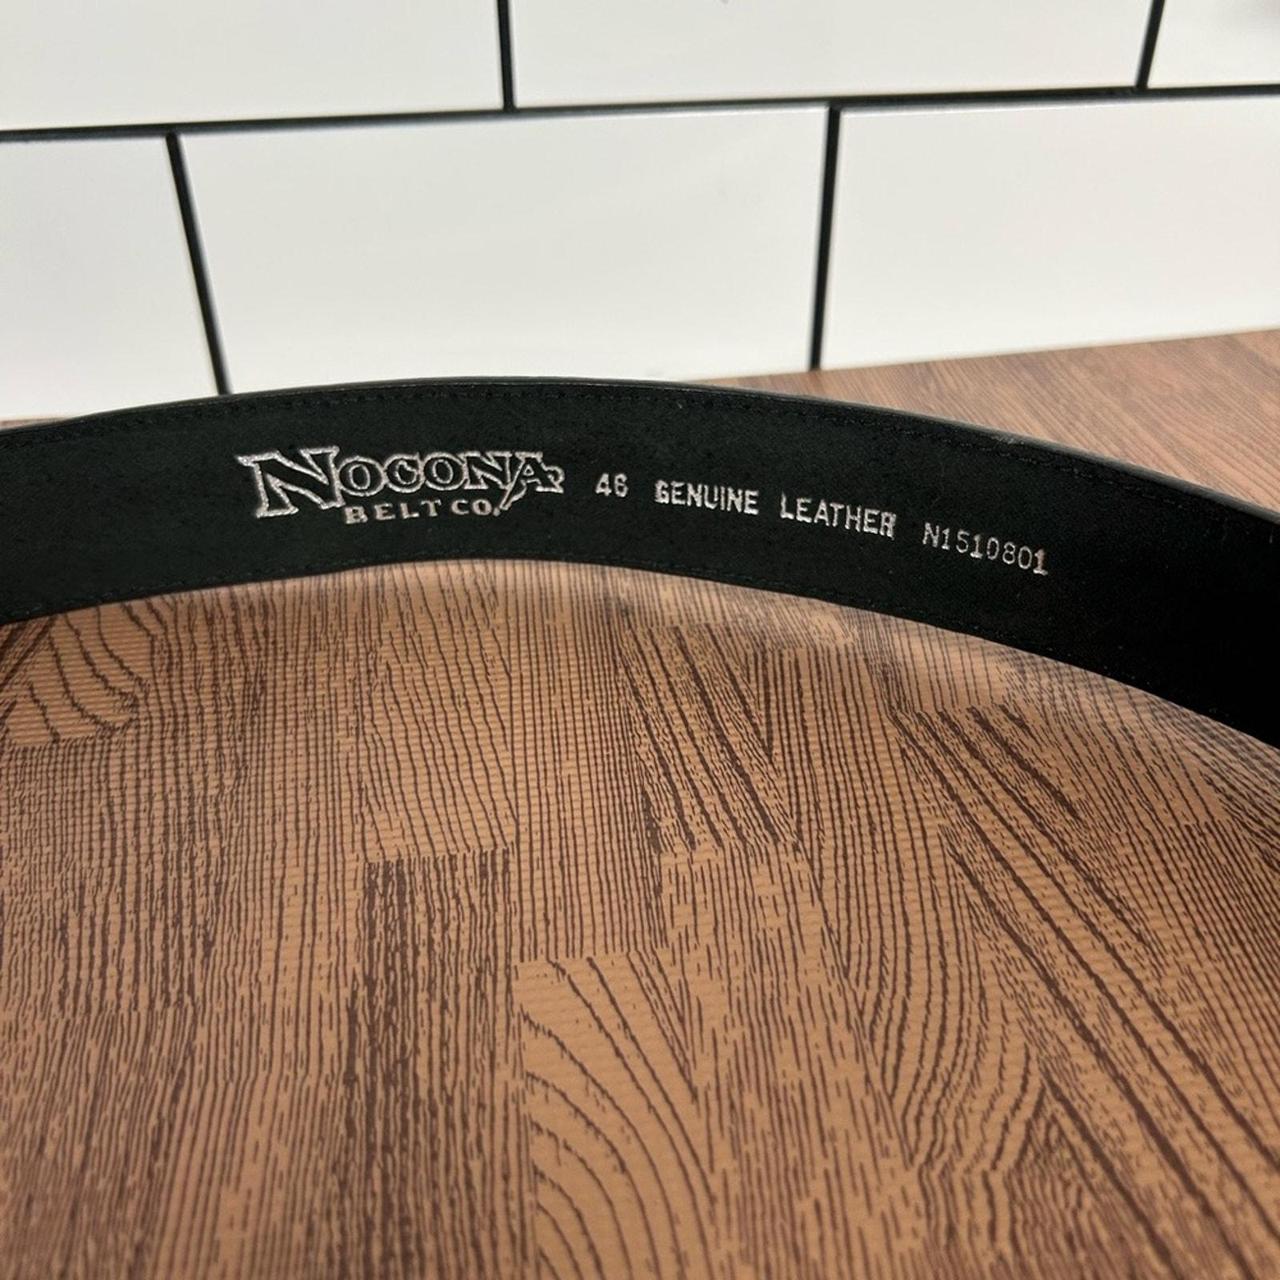 NOCONA 46 GENUINE LEATHER N1510801
BELT CO.